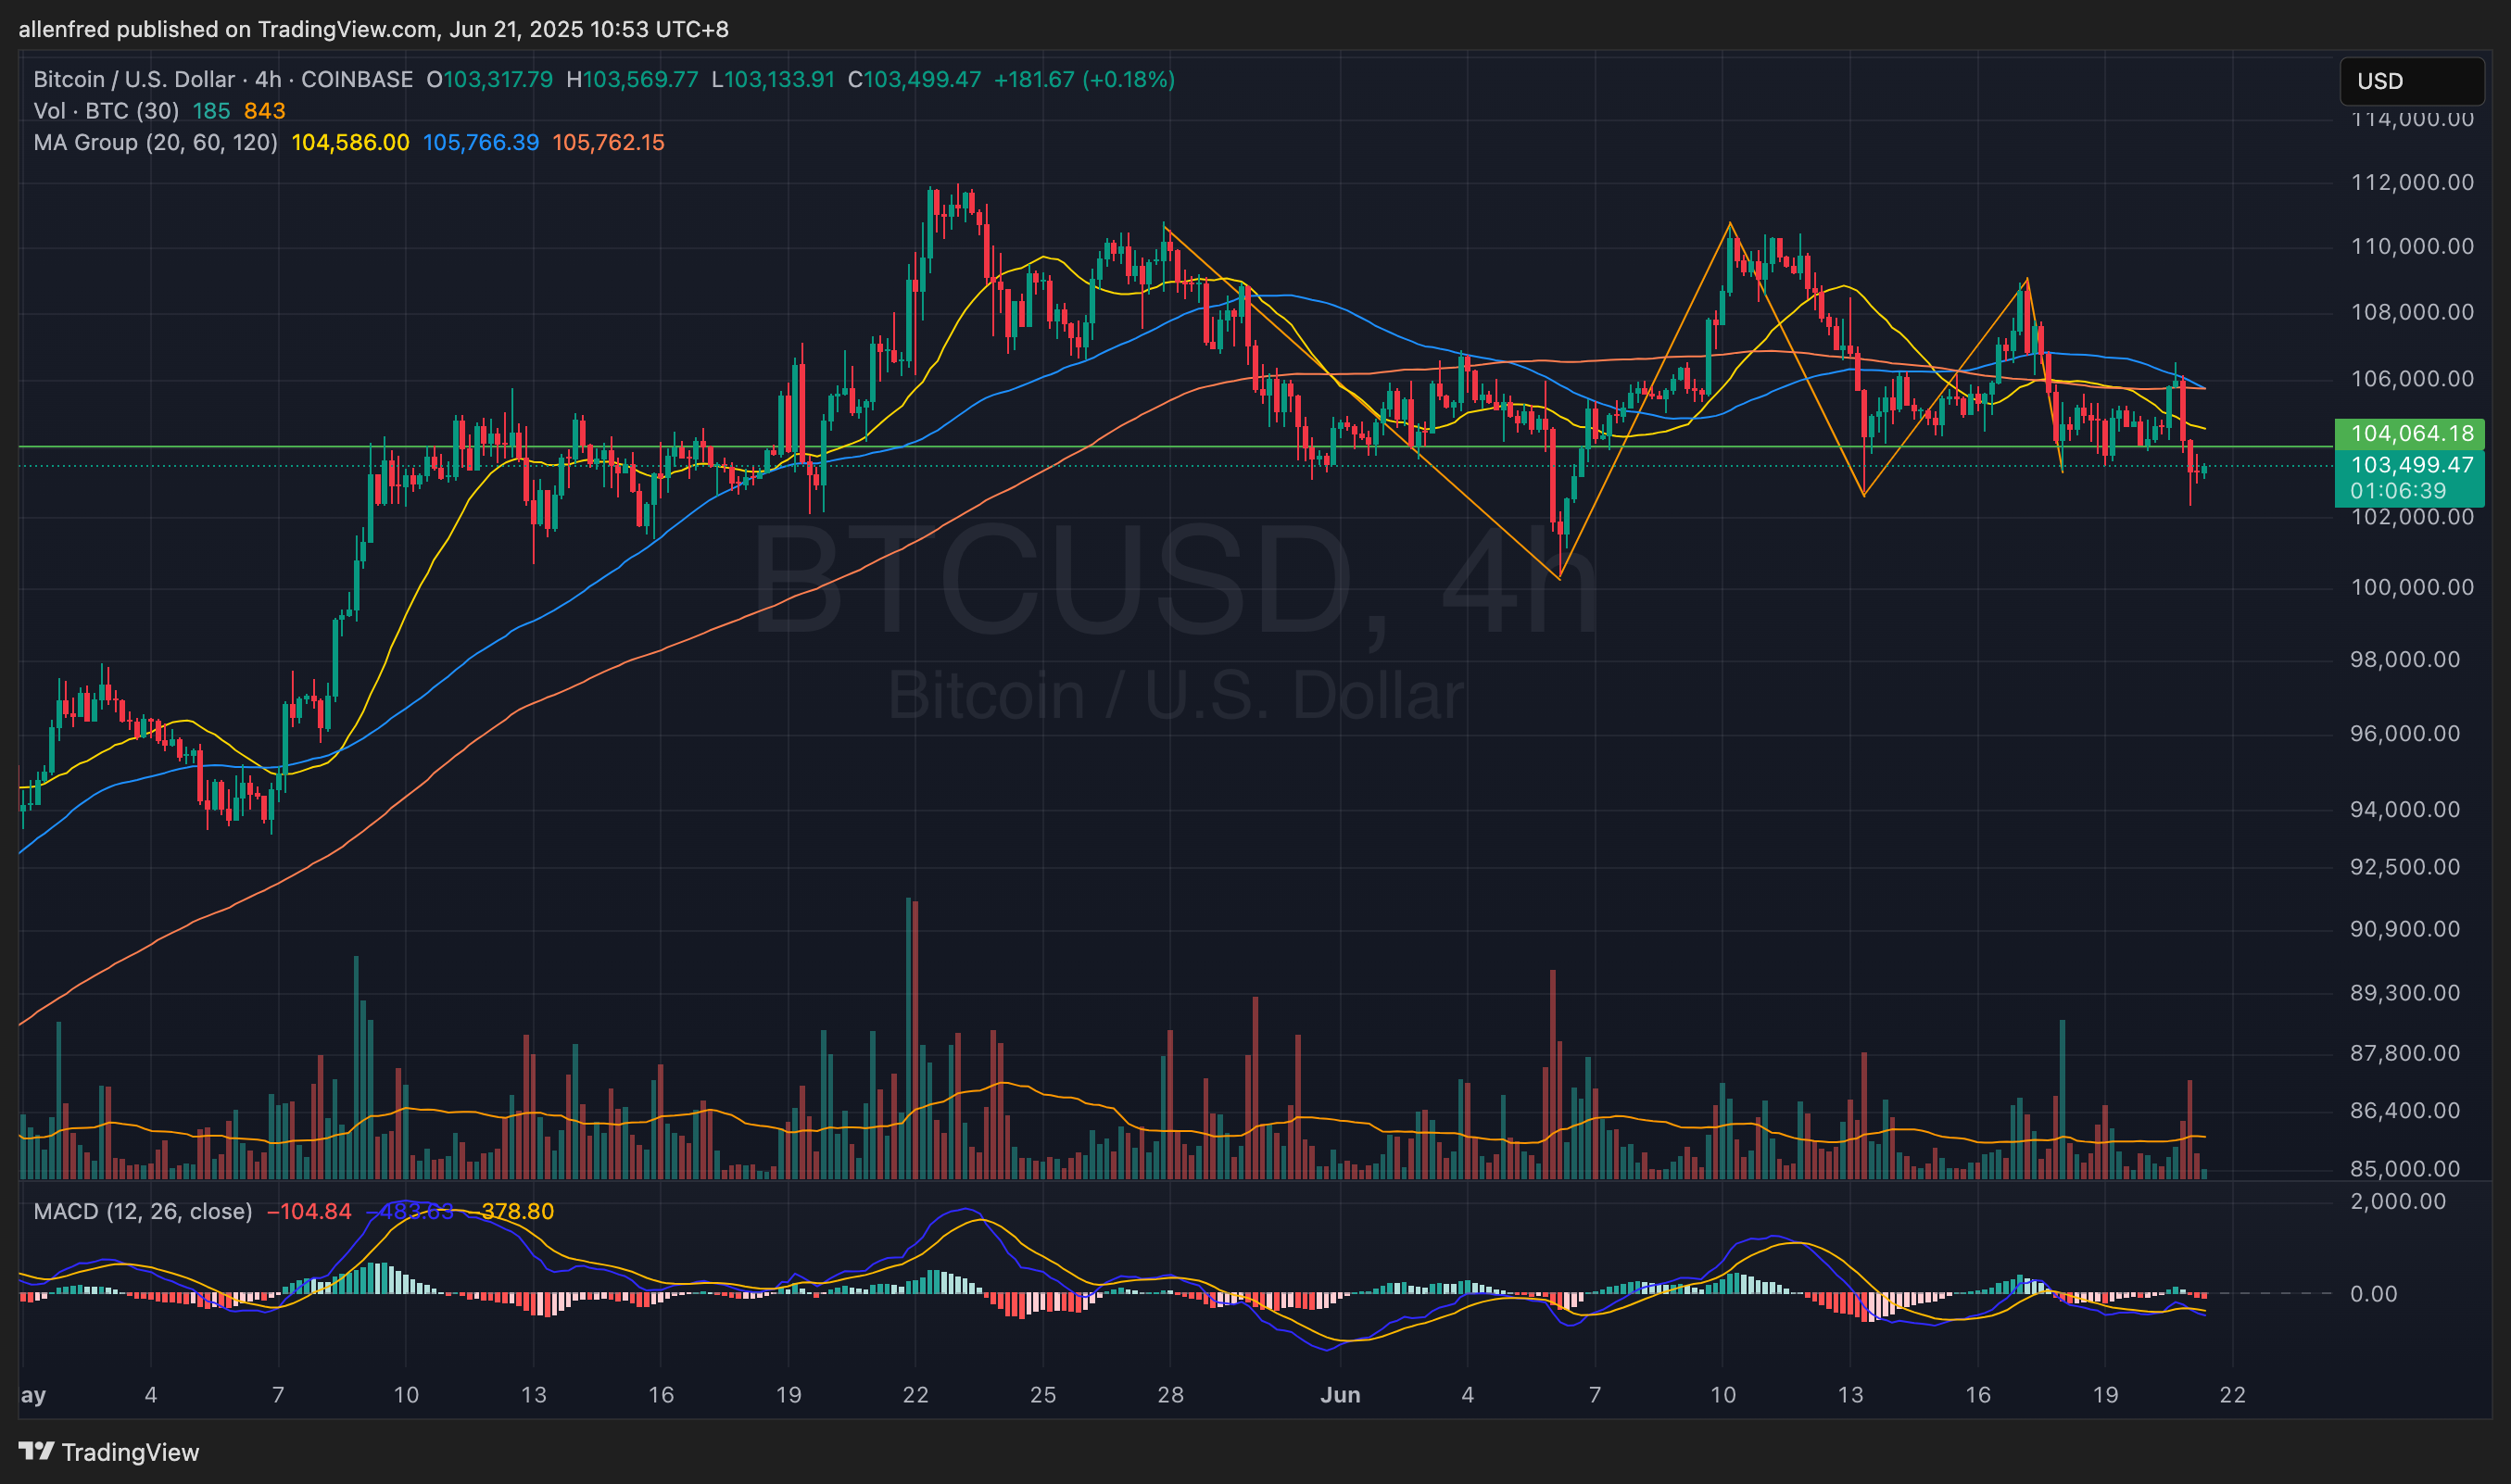 allenfred published on TradingView.com, Jun 21, 2025 10:53 UTC+8
Bitcoin / U.S. Dollar · 4h · COINBASE O103,317.79 H103,569.77 L103,133.91 C103,499.47 +181.67 (+0.18%)
Vol · BTC (30) 185 843
MA Group (20, 60, 120) 104,586.00 105,766.39 105,762.15
USD
114,000.00
112,000.00
110,000.00
108,000.00
106,000.00
104,064.18
103,499.47
01:06:39
102,000.00
100,000.00
98,000.00
96,000.00
94,000.00
92,500.00
90,900.00
89,300.00
87,800.00
86,400.00
85,000.00
BTCUSD, 4h
Bitcoin / U.S. Dollar
MACD (12, 26, close) −104.84 −483.63 −378.80
2,000.00
0.00
ay 4 7 10 13 16 19 22 25 28 Jun 4 7 10 13 16 19 22
TradingView